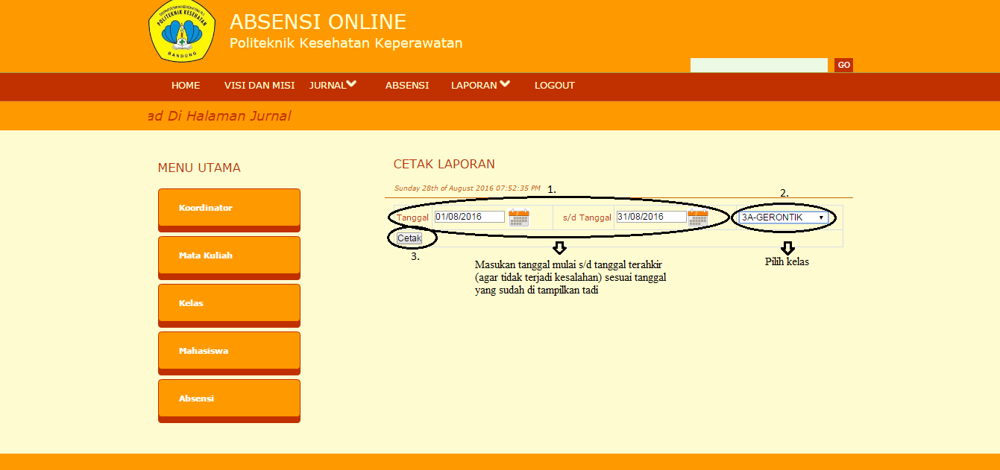 DEPARTEMEN KESEHATAN R.I.
POLITEKNIK KESEHATAN
BANDUNG
ABSENSI ONLINE
Politeknik Kesehatan Keperawatan
GO
HOME VISI DAN MISI JURNAL ABSENSI LAPORAN LOGOUT
ad Di Halaman Jurnal
MENU UTAMA
Koordinator
Mata Kuliah
Kelas
Mahasiswa
Absensi
CETAK LAPORAN
Sunday 28th of August 2016 07:52:35 PM
1.
2.
Tanggal 01/08/2016 s/d Tanggal 31/08/2016 3A-GERONTIK
Cetak
3.
Masukan tanggal mulai s/d tanggal terahkir
(agar tidak terjadi kesalahan) sesuai tanggal
yang sudah di tampilkan tadi
Pilih kelas